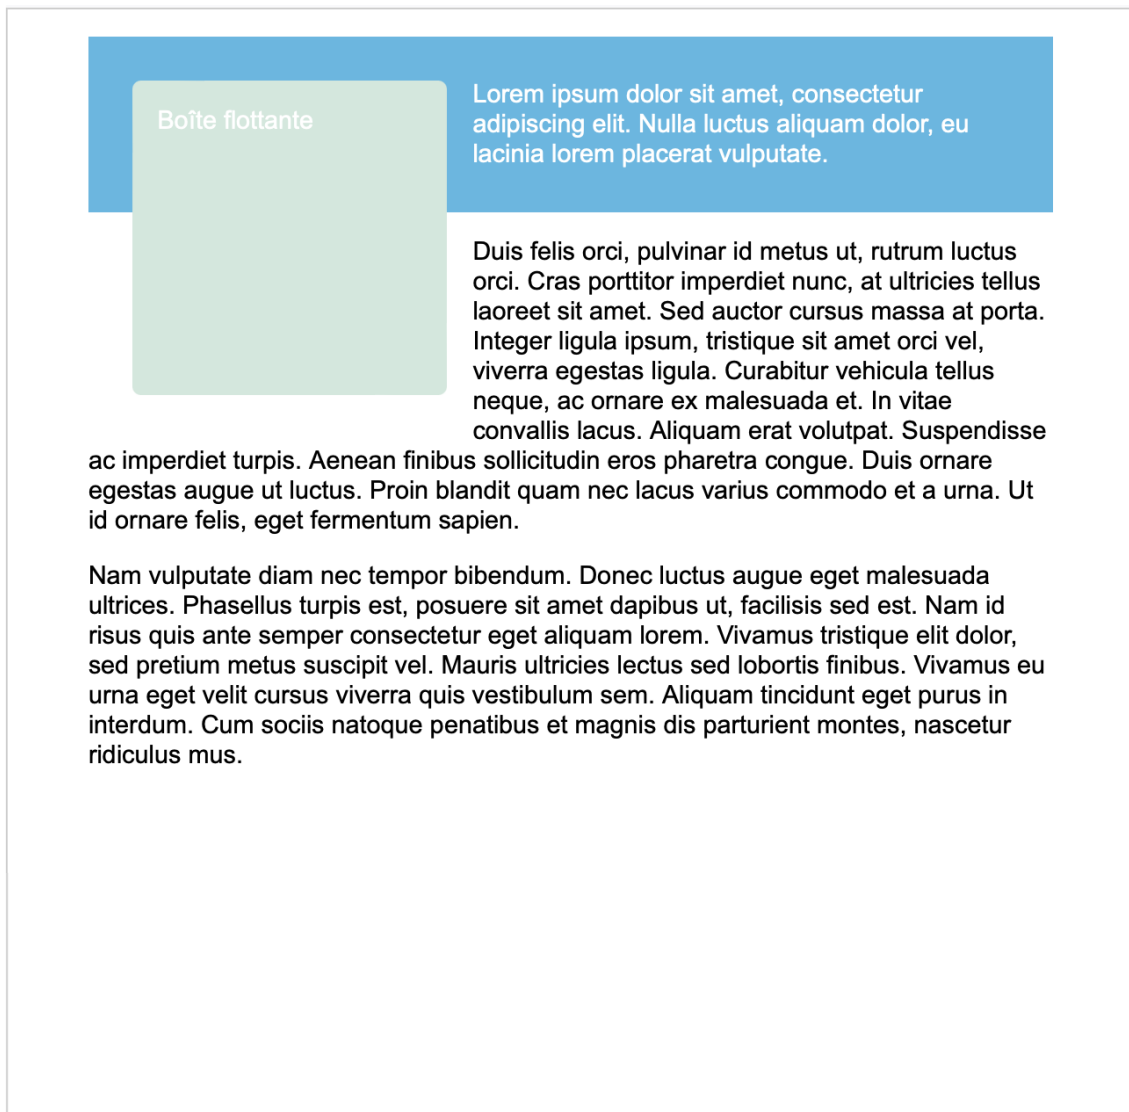 Boîte flottante
Lorem ipsum dolor sit amet, consectetur
adipiscing elit. Nulla luctus aliquam dolor, eu
lacinia lorem placerat vulputate.
Duis felis orci, pulvinar id metus ut, rutrum luctus
orci. Cras porttitor imperdiet nunc, at ultricies tellus
laoreet sit amet. Sed auctor cursus massa at porta.
Integer ligula ipsum, tristique sit amet orci vel,
viverra egestas ligula. Curabitur vehicula tellus
neque, ac ornare ex malesuada et. In vitae
convallis lacus. Aliquam erat volutpat. Suspendisse
ac imperdiet turpis. Aenean finibus sollicitudin eros pharetra congue. Duis ornare
egestas augue ut luctus. Proin blandit quam nec lacus varius commodo et a urna. Ut
id ornare felis, eget fermentum sapien.
Nam vulputate diam nec tempor bibendum. Donec luctus augue eget malesuada
ultrices. Phasellus turpis est, posuere sit amet dapibus ut, facilisis sed est. Nam id
risus quis ante semper consectetur eget aliquam lorem. Vivamus tristique elit dolor,
sed pretium metus suscipit vel. Mauris ultricies lectus sed lobortis finibus. Vivamus eu
urna eget velit cursus viverra quis vestibulum sem. Aliquam tincidunt eget purus in
interdum. Cum sociis natoque penatibus et magnis dis parturient montes, nascetur
ridiculus mus.